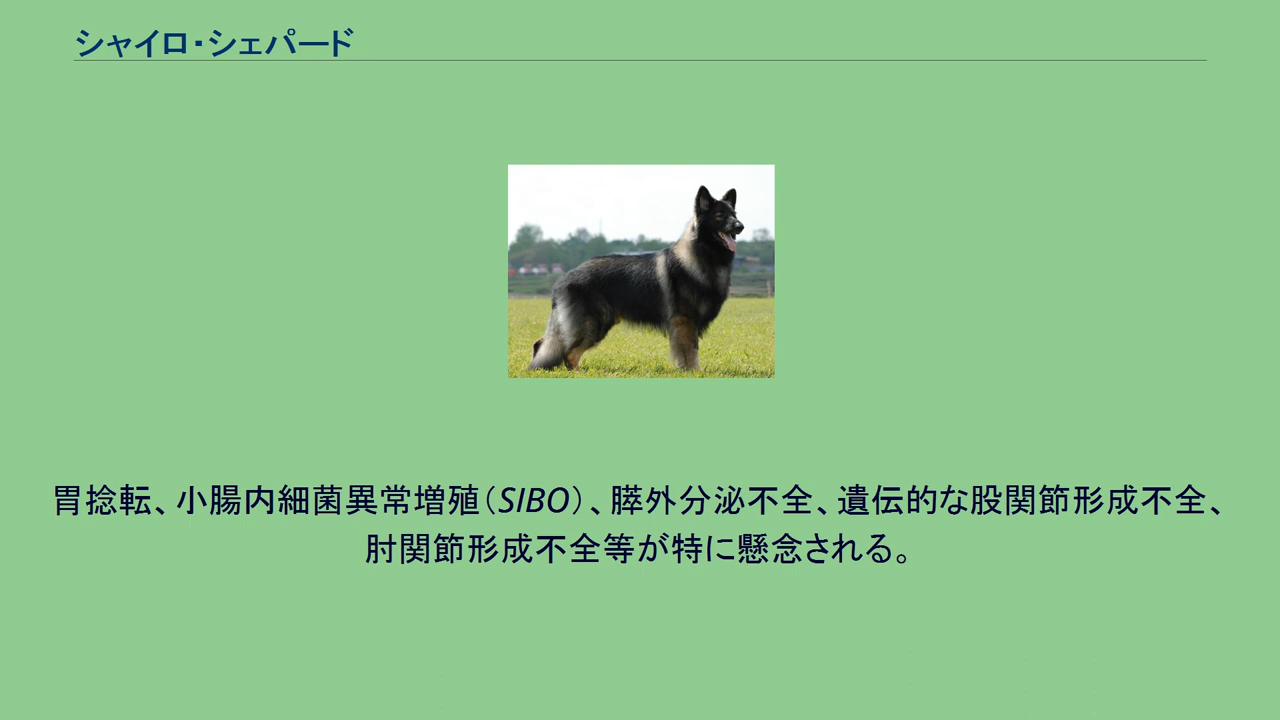 シャイロ・シェパード
胃捻転、小腸内細菌異常増殖（SIBO）、膵外分泌不全、遺伝的な股関節形成不全、
肘関節形成不全等が特に懸念される。